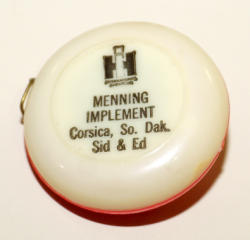 MENNING
IMPLEMENT
Corsica, So. Dak.
Sid & Ed